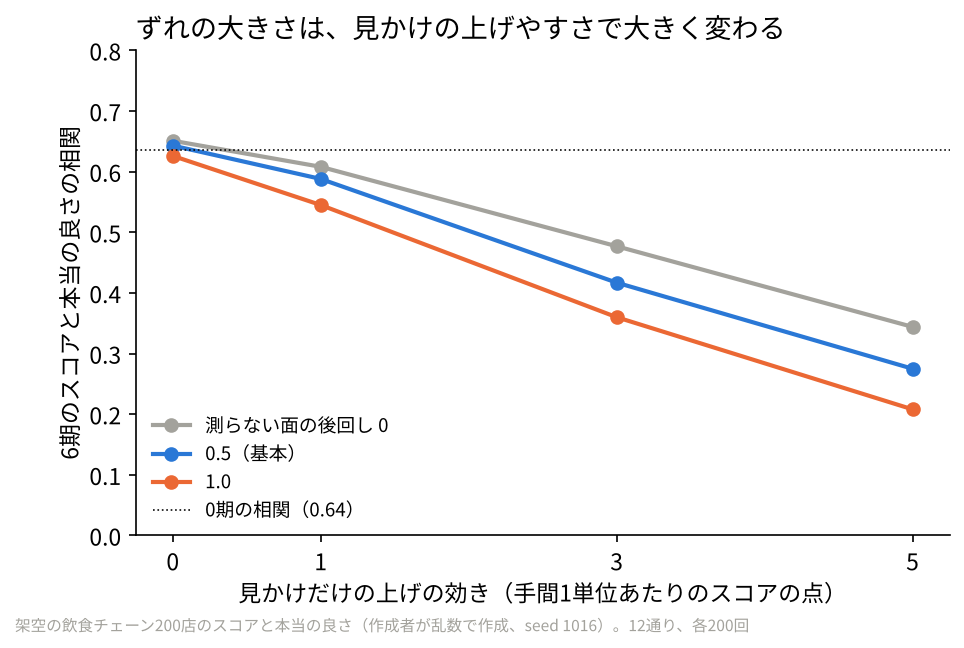 ずれの大きさは、見かけの上げやすさで大きく変わる
6期のスコアと本当の良さの相関
0.8
0.7
0.6
0.5
0.4
0.3
0.2
0.1
0.0
測らない面の後回し 0
0.5（基本）
1.0
0期の相関（0.64）
0 1 3 5
見かけだけの上げの効き（手間1単位あたりのスコアの点）
架空の飲食チェーン200店のスコアと本当の良さ（作成者が乱数で作成、seed 1016）。12通り、各200回